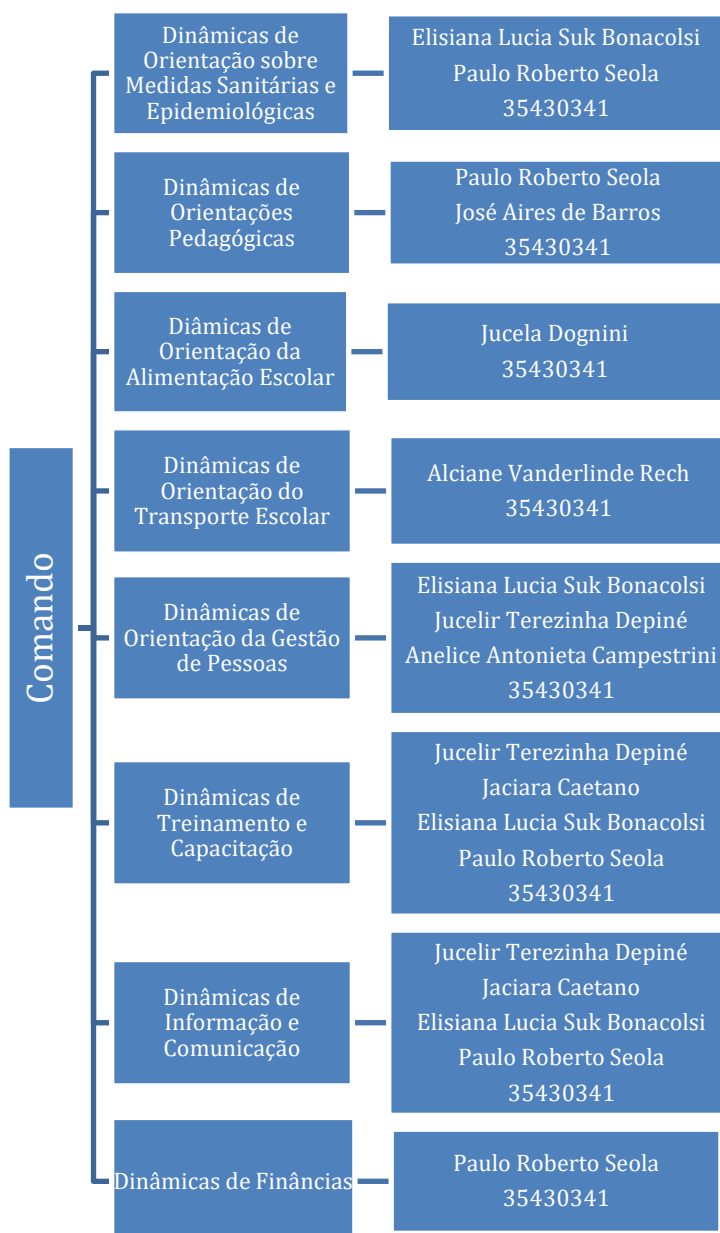 Comando
Dinâmicas de
Orientação sobre
Medidas Sanitárias e
Epidemiológicas
Elisiana Lucia Suk Bonacolsi
Paulo Roberto Seola
35430341
Dinâmicas de
Orientações
Pedagógicas
Paulo Roberto Seola
José Aires de Barros
35430341
Diâmicas de
Orientação da
Alimentação Escolar
Jucela Dognini
35430341
Dinâmicas de
Orientação do
Transporte Escolar
Alciane Vanderlinde Rech
35430341
Dinâmicas de
Orientação da Gestão
de Pessoas
Elisiana Lucia Suk Bonacolsi
Jucelir Terezinha Depiné
Anelice Antonieta Campestrini
35430341
Dinâmicas de
Treinamento e
Capacitação
Jucelir Terezinha Depiné
Jaciara Caetano
Elisiana Lucia Suk Bonacolsi
Paulo Roberto Seola
35430341
Dinâmicas de
Informação e
Comunicação
Jucelir Terezinha Depiné
Jaciara Caetano
Elisiana Lucia Suk Bonacolsi
Paulo Roberto Seola
35430341
Dinâmicas de Finâncias
Paulo Roberto Seola
35430341